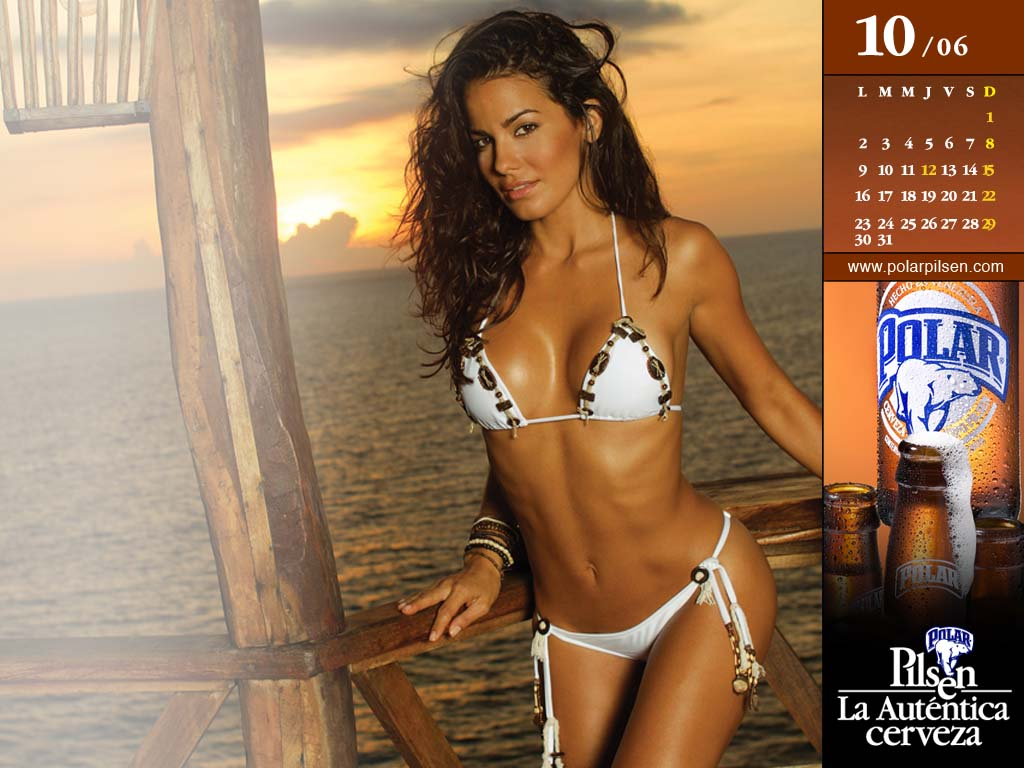 10 / 06
L M M J V S D
1
2 3 4 5 6 7 8
9 10 11 12 13 14 15
16 17 18 19 20 21 22
23 24 25 26 27 28 29
30 31
www.polarpilsen.com
HECHO
POLAR®
CERVEZA
POLAR
POLAR
Pilsen
La Auténtica
cerveza